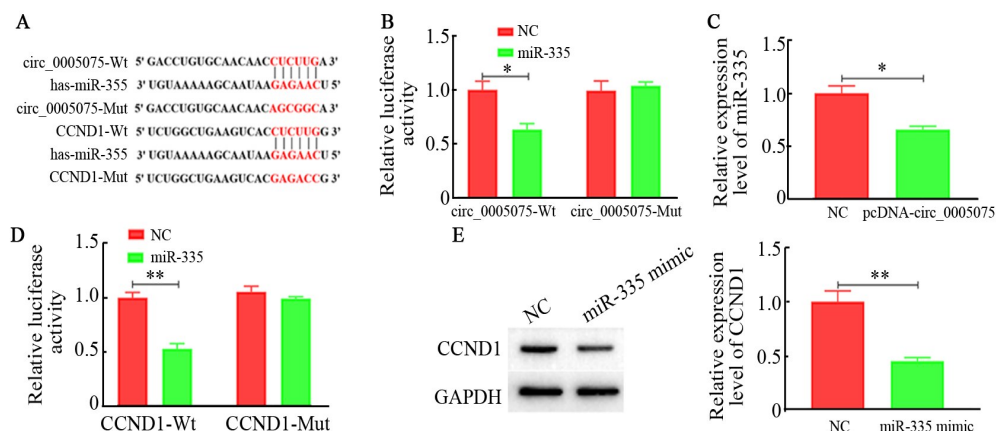 A
circ_0005075-Wt 5' GACCUGUGCAACAACCUCUUGA 3'
has-miR-355 3' UGUAAAAAGCAAUAAGAGAACU 5'
circ_0005075-Mut 5' GACCUGUGCAACAACAGCGGCA 3'
CCND1-Wt 5' UCUGGCUGAAGUCACCUCUUGG 3'
has-miR-355 3' UGUAAAAAGCAAUAAGAGAACU 5'
CCND1-Mut 5' UCUGGCUGAAGUCACGAGACCG 3'
B
NC
miR-335
Relative luciferase
activity
1.5
1.0
0.5
0
*
circ_0005075-Wt circ_0005075-Mut
C
Relative expression
level of miR-335
1.5
1.0
0.5
0
*
NC pcDNA-circ_0005075
D
NC
miR-335
Relative luciferase
activity
1.5
1.0
0.5
0
**
CCND1-Wt CCND1-Mut
E
NC miR-335 mimic
CCND1
GAPDH
Relative expression
level of CCND1
1.5
1.0
0.5
0
**
NC miR-335 mimic